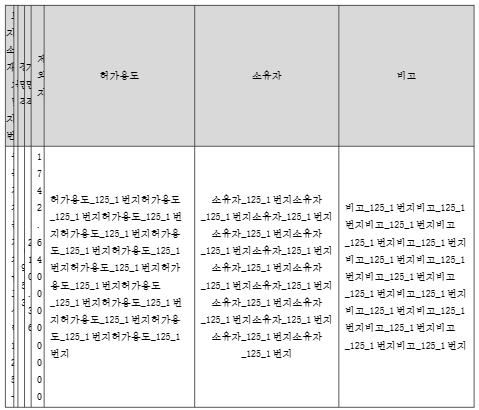 허가용도
소유자
비고
허가용도_125_1번지허가용도
_125_1번지허가용도_125_1번
지허가용도_125_1번지허가용
도_125_1번지허가용도_125_1
번지허가용도_125_1번지허가
용도_125_1번지허가용도
_125_1번지허가용도_125_1번
지허가용도_125_1번지허가용
도_125_1번지허가용도_125_1
번지
소유자_125_1번지소유자
_125_1번지소유자_125_1번지
소유자_125_1번지소유자
_125_1번지소유자_125_1번지
소유자_125_1번지소유자
_125_1번지소유자_125_1번지
소유자_125_1번지소유자
_125_1번지소유자_125_1번지
소유자_125_1번지소유자
_125_1번지
비고_125_1번지비고_125_1
번지비고_125_1번지비고
_125_1번지비고_125_1번지
비고_125_1번지비고_125_1
번지비고_125_1번지비고
_125_1번지비고_125_1번지
비고_125_1번지비고_125_1
번지비고_125_1번지비고
_125_1번지비고_125_1번지